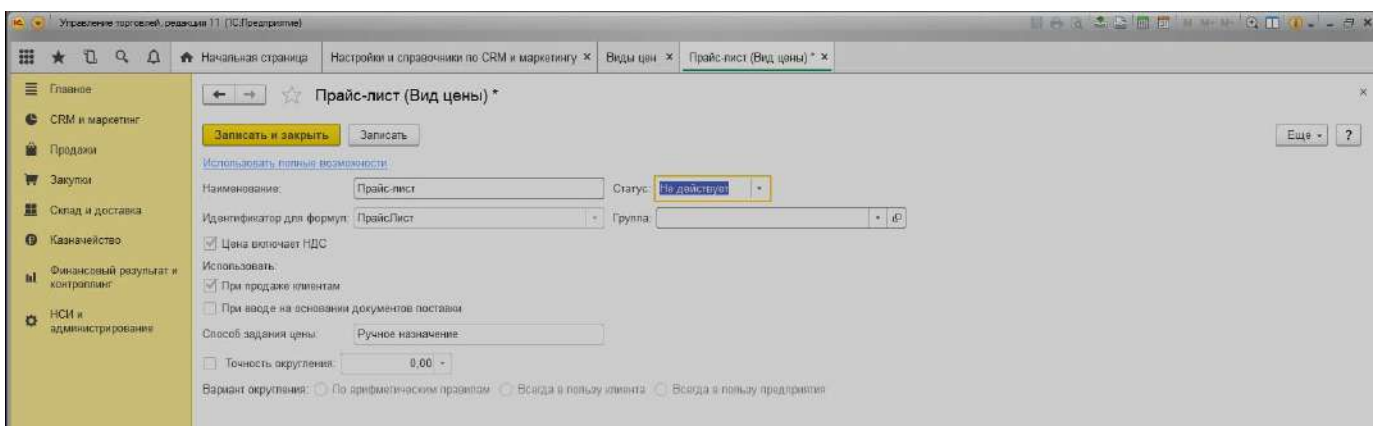 Управление торговлей, редакция 11 (1С:Предприятие)
M M+ M-
Начальная страница Настройки и справочники по CRM и маркетингу × Виды цен × Прайс-лист (Вид цены) * ×
Главное
CRM и маркетинг
Продажи
Закупки
Склад и доставка
Казначейство
Финансовый результат и
контроллинг
НСИ и
администрирование
Прайс-лист (Вид цены) *
Записать и закрыть Записать Еще ?
Использовать полные возможности
Наименование: Прайс-лист Статус: Не действует
Идентификатор для формул: ПрайсЛист Группа:
Цена включает НДС
Использовать:
При продаже клиентам
При вводе на основании документов поставки
Способ задания цены: Ручное назначение
Точность округления: 0,00
Вариант округления: По арифметическим правилам Всегда в пользу клиента Всегда в пользу предприятия